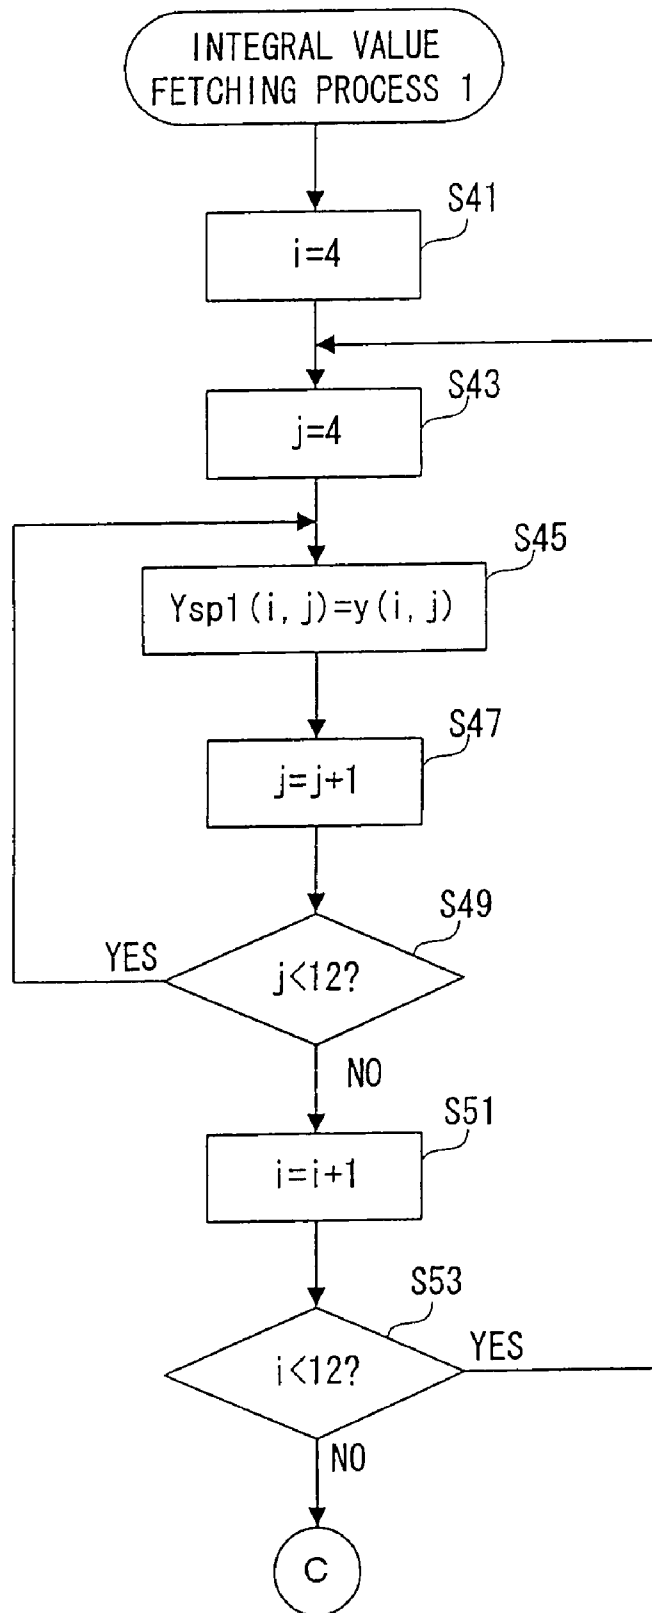 INTEGRAL VALUE
FETCHING PROCESS 1
S41
i=4
S43
j=4
S45
Ysp1(i,j)=y(i,j)
S47
j=j+1
S49
YES
j<12?
NO
S51
i=i+1
S53
i<12?
YES
NO
C